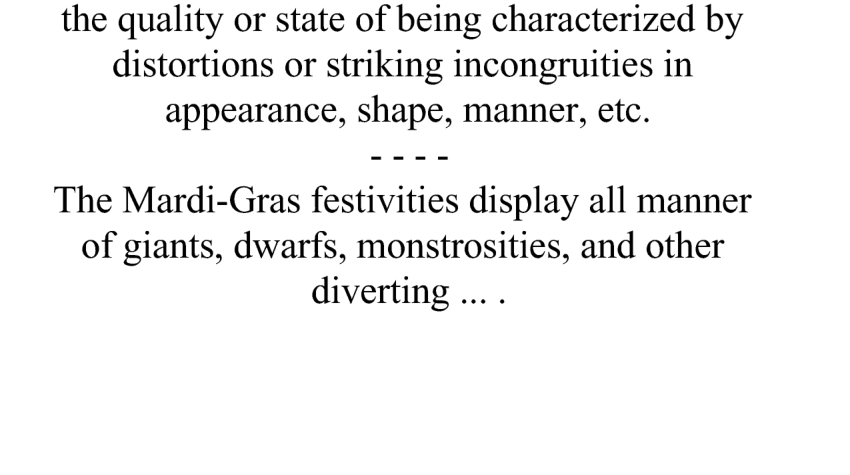 the quality or state of being characterized by
distortions or striking incongruities in
appearance, shape, manner, etc.
- - - -
The Mardi-Gras festivities display all manner
of giants, dwarfs, monstrosities, and other
diverting ... .